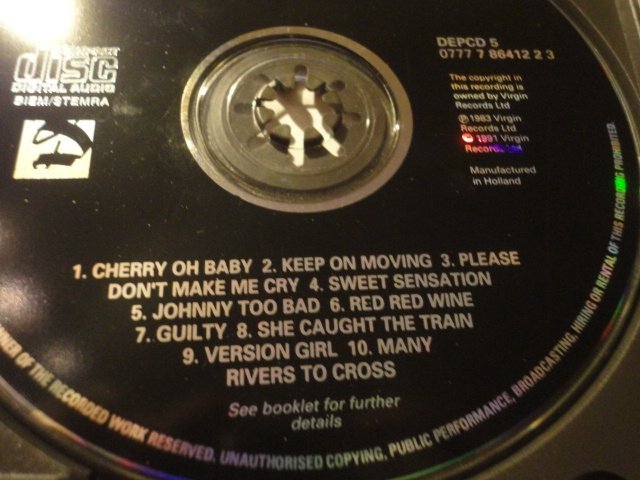 COMPACT
disc
DIGITAL AUDIO
BIEM/STEMRA
DEPCD 5
0777 7 86412 2 3
The copyright in
this recording is
owned by Virgin
Records Ltd
℗ 1983 Virgin
Records Ltd
© 1991 Virgin
Records Ltd
Manufactured
in Holland
1. CHERRY OH BABY 2. KEEP ON MOVING 3. PLEASE
DON'T MAKE ME CRY 4. SWEET SENSATION
5. JOHNNY TOO BAD 6. RED RED WINE
7. GUILTY 8. SHE CAUGHT THE TRAIN
9. VERSION GIRL 10. MANY
RIVERS TO CROSS
See booklet for further
details
OF THE RECORDED WORK RESERVED. UNAUTHORISED COPYING, PUBLIC PERFORMANCE, BROADCASTING, HIRING OR RENTAL OF THIS RECORDING PROHIBITED.